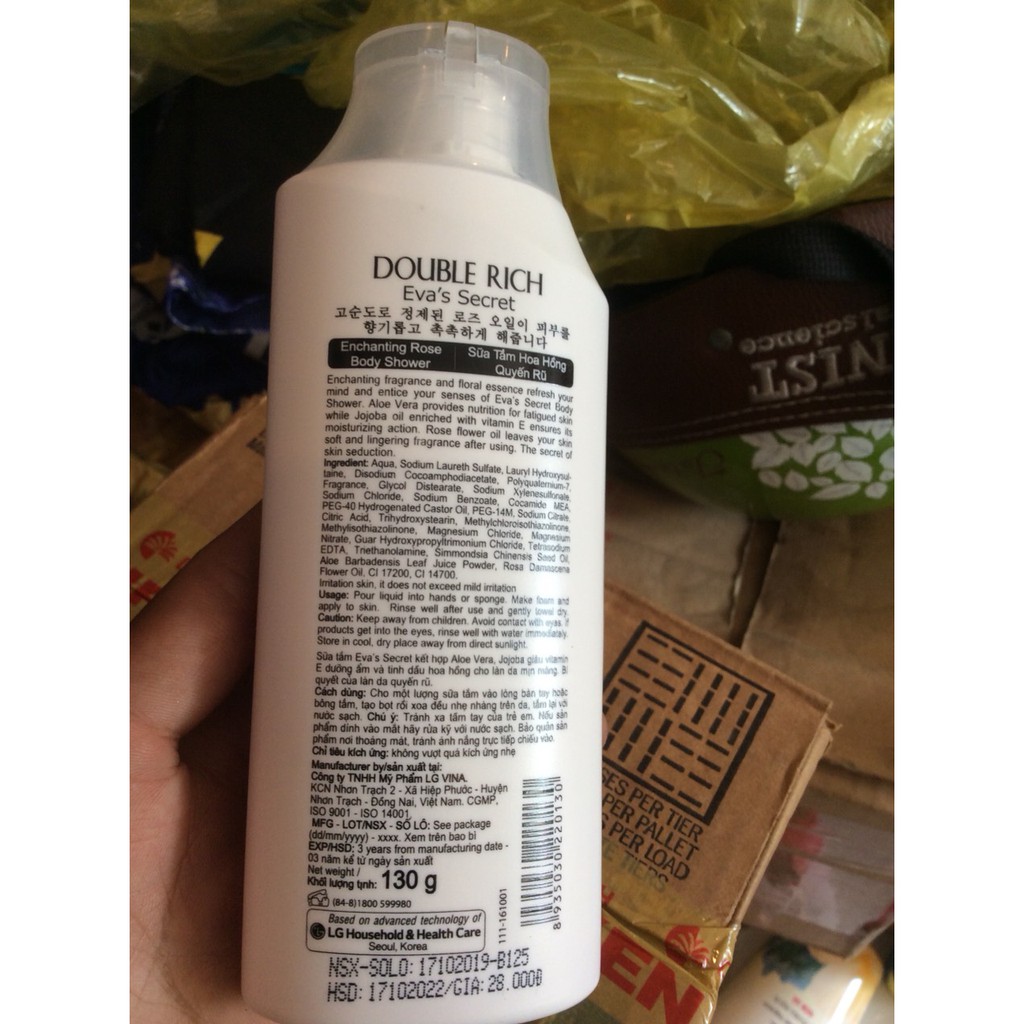 DOUBLE RICH
Eva's Secret
고순도로 정제된 로즈 오일이 피부를
향기롭고 촉촉하게 해줍니다
Enchanting Rose
Body Shower
Sữa Tắm Hoa Hồng
Quyến Rũ
Enchanting fragrance and floral essence refresh your
mind and entice your senses of Eva's Secret Body
Shower. Aloe Vera provides nutrition for fatigued skin
while Jojoba oil enriched with vitamin E ensures its
moisturizing action. Rose flower oil leaves your skin
soft and lingering fragrance after using. The secret of
skin seduction.
Ingredient: Aqua, Sodium Laureth Sulfate, Lauryl Hydroxysul-
taine, Disodium Cocoamphodiacetate, Polyquaternium-7,
Fragrance, Glycol Distearate, Sodium Xylenesulfonate,
Sodium Chloride, Sodium Benzoate, Cocamide MEA,
PEG-40 Hydrogenated Castor Oil, PEG-14M, Sodium Citrate,
Citric Acid, Trihydroxystearin, Methylchloroisothiazolinone,
Methylisothiazolinone, Magnesium Chloride, Magnesium
Nitrate, Guar Hydroxypropyltrimonium Chloride, Tetrasodium
EDTA, Triethanolamine, Simmondsia Chinensis Seed Oil,
Aloe Barbadensis Leaf Juice Powder, Rosa Damascena
Flower Oil, CI 17200, CI 14700.
Irritation skin, it does not exceed mild irritation
Usage: Pour liquid into hands or sponge. Make foam and
apply to skin. Rinse well after use and gently towel dry.
Caution: Keep away from children. Avoid contact with eyes. If
products get into the eyes, rinse well with water immediately.
Store in cool, dry place away from direct sunlight.
Sữa tắm Eva's Secret kết hợp Aloe Vera, Jojoba giàu vitamin
E dưỡng ẩm và tinh dầu hoa hồng cho làn da mịn màng. Bí
quyết của làn da quyến rũ.
Cách dùng: Cho một lượng sữa tắm vào lòng bàn tay hoặc
bông tắm, tạo bọt rồi xoa đều nhẹ nhàng trên da, tắm lại với
nước sạch. Chú ý: Tránh xa tầm tay của trẻ em. Nếu sản
phẩm dính vào mắt hãy rửa kỹ với nước sạch. Bảo quản sản
phẩm nơi thoáng mát, tránh ánh nắng trực tiếp chiếu vào.
Chỉ tiêu kích ứng: không vượt quá kích ứng nhẹ
Manufacturer by/sản xuất tại:
Công ty TNHH Mỹ Phẩm LG VINA.
KCN Nhơn Trạch 2 - Xã Hiệp Phước - Huyện
Nhơn Trạch - Đồng Nai, Việt Nam. CGMP,
ISO 9001 - ISO 14001
MFG - LOT/NSX - SỐ LÔ: See package
(dd/mm/yyyy) - xxxx. Xem trên bao bì
EXP/HSD: 3 years from manufacturing date -
03 năm kể từ ngày sản xuất
Net weight /
Khối lượng tịnh: 130 g
(84-8)1800 599980
Based on advanced technology of
LG Household & Health Care
Seoul, Korea
111-161001
8 935030 220130
NSX-SOLO: 17102019-B125
HSD: 17102022/GIA: 28.000Đ
NIST
science
SES PER TIER
PER PALLET
S PER LOAD
E TIERS
EN